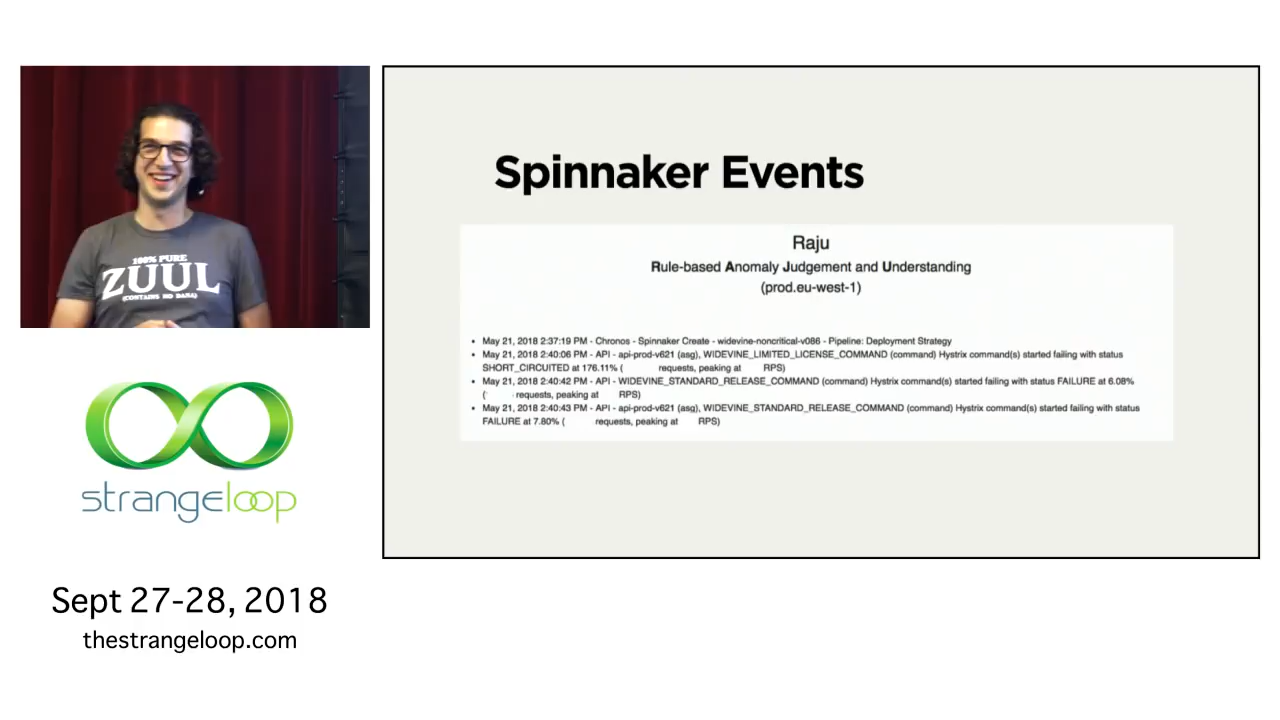 100% PURE
ZUUL
(CONTAINS NO DANA)
strangeloop
Sept 27-28, 2018
thestrangeloop.com
Spinnaker Events
Raju
Rule-based Anomaly Judgement and Understanding
(prod.eu-west-1)
• May 21, 2018 2:37:19 PM - Chronos - Spinnaker Create - widevine-noncritical-v086 - Pipeline: Deployment Strategy
• May 21, 2018 2:40:06 PM - API - api-prod-v621 (asg), WIDEVINE_LIMITED_LICENSE_COMMAND (command) Hystrix command(s) started failing with status
SHORT_CIRCUITED at 176.11% ( requests, peaking at RPS)
• May 21, 2018 2:40:42 PM - API - WIDEVINE_STANDARD_RELEASE_COMMAND (command) Hystrix command(s) started failing with status FAILURE at 6.08%
( requests, peaking at RPS)
• May 21, 2018 2:40:43 PM - API - api-prod-v621 (asg), WIDEVINE_STANDARD_RELEASE_COMMAND (command) Hystrix command(s) started failing with status
FAILURE at 7.80% ( requests, peaking at RPS)